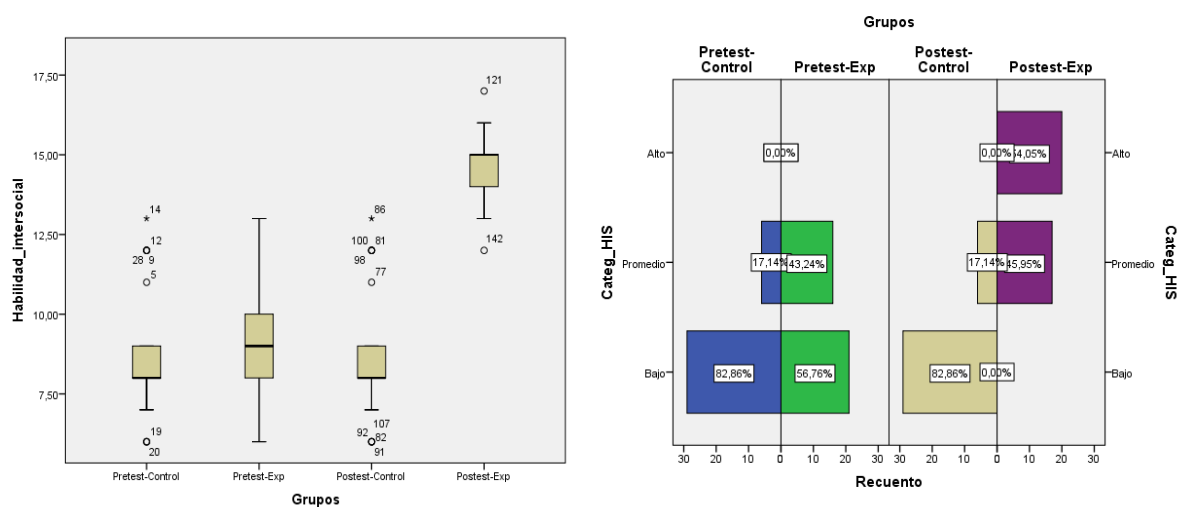 Habilidad_intersocial
17,50
15,00
12,50
10,00
7,50
14
12
28 9
5
19
20
86
100 81
98
77
107
92 82
91
121
142
Pretest-Control
Pretest-Exp
Postest-Control
Postest-Exp
Grupos
Grupos
Pretest-
Control
Pretest-Exp
Postest-
Control
Postest-Exp
Categ_HIS
Alto
0,00%
0,00%
54,05%
Alto
Promedio
17,14%
43,24%
17,14%
45,95%
Promedio
Bajo
82,86%
56,76%
82,86%
0,00%
Bajo
Categ_HIS
30 20 10 0 10 20 30 30 20 10 0 10 20 30
Recuento